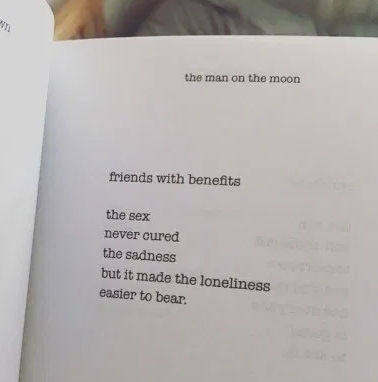 wn
the man on the moon
friends with benefits
the sex
never cured
the sadness
but it made the loneliness
easier to bear.